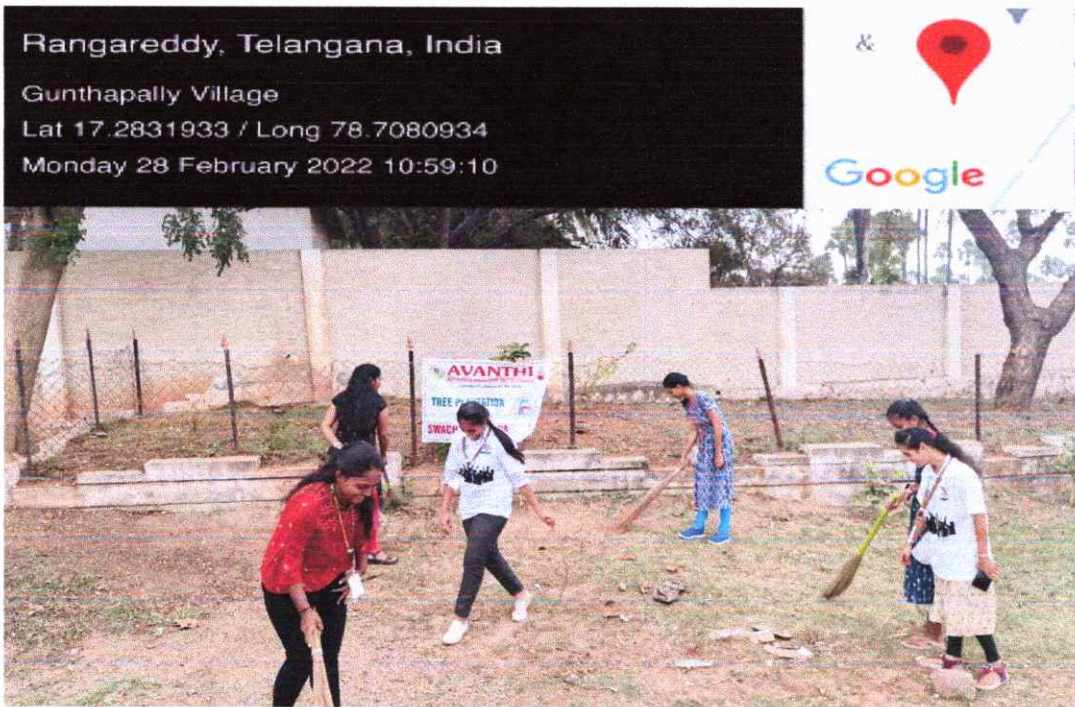 Rangareddy, Telangana, India
Gunthapally Village
Lat 17.2831933 / Long 78.7080934
Monday 28 February 2022 10:59:10
&
Google
AVANTHI
TREE PLANTATION
SWACH